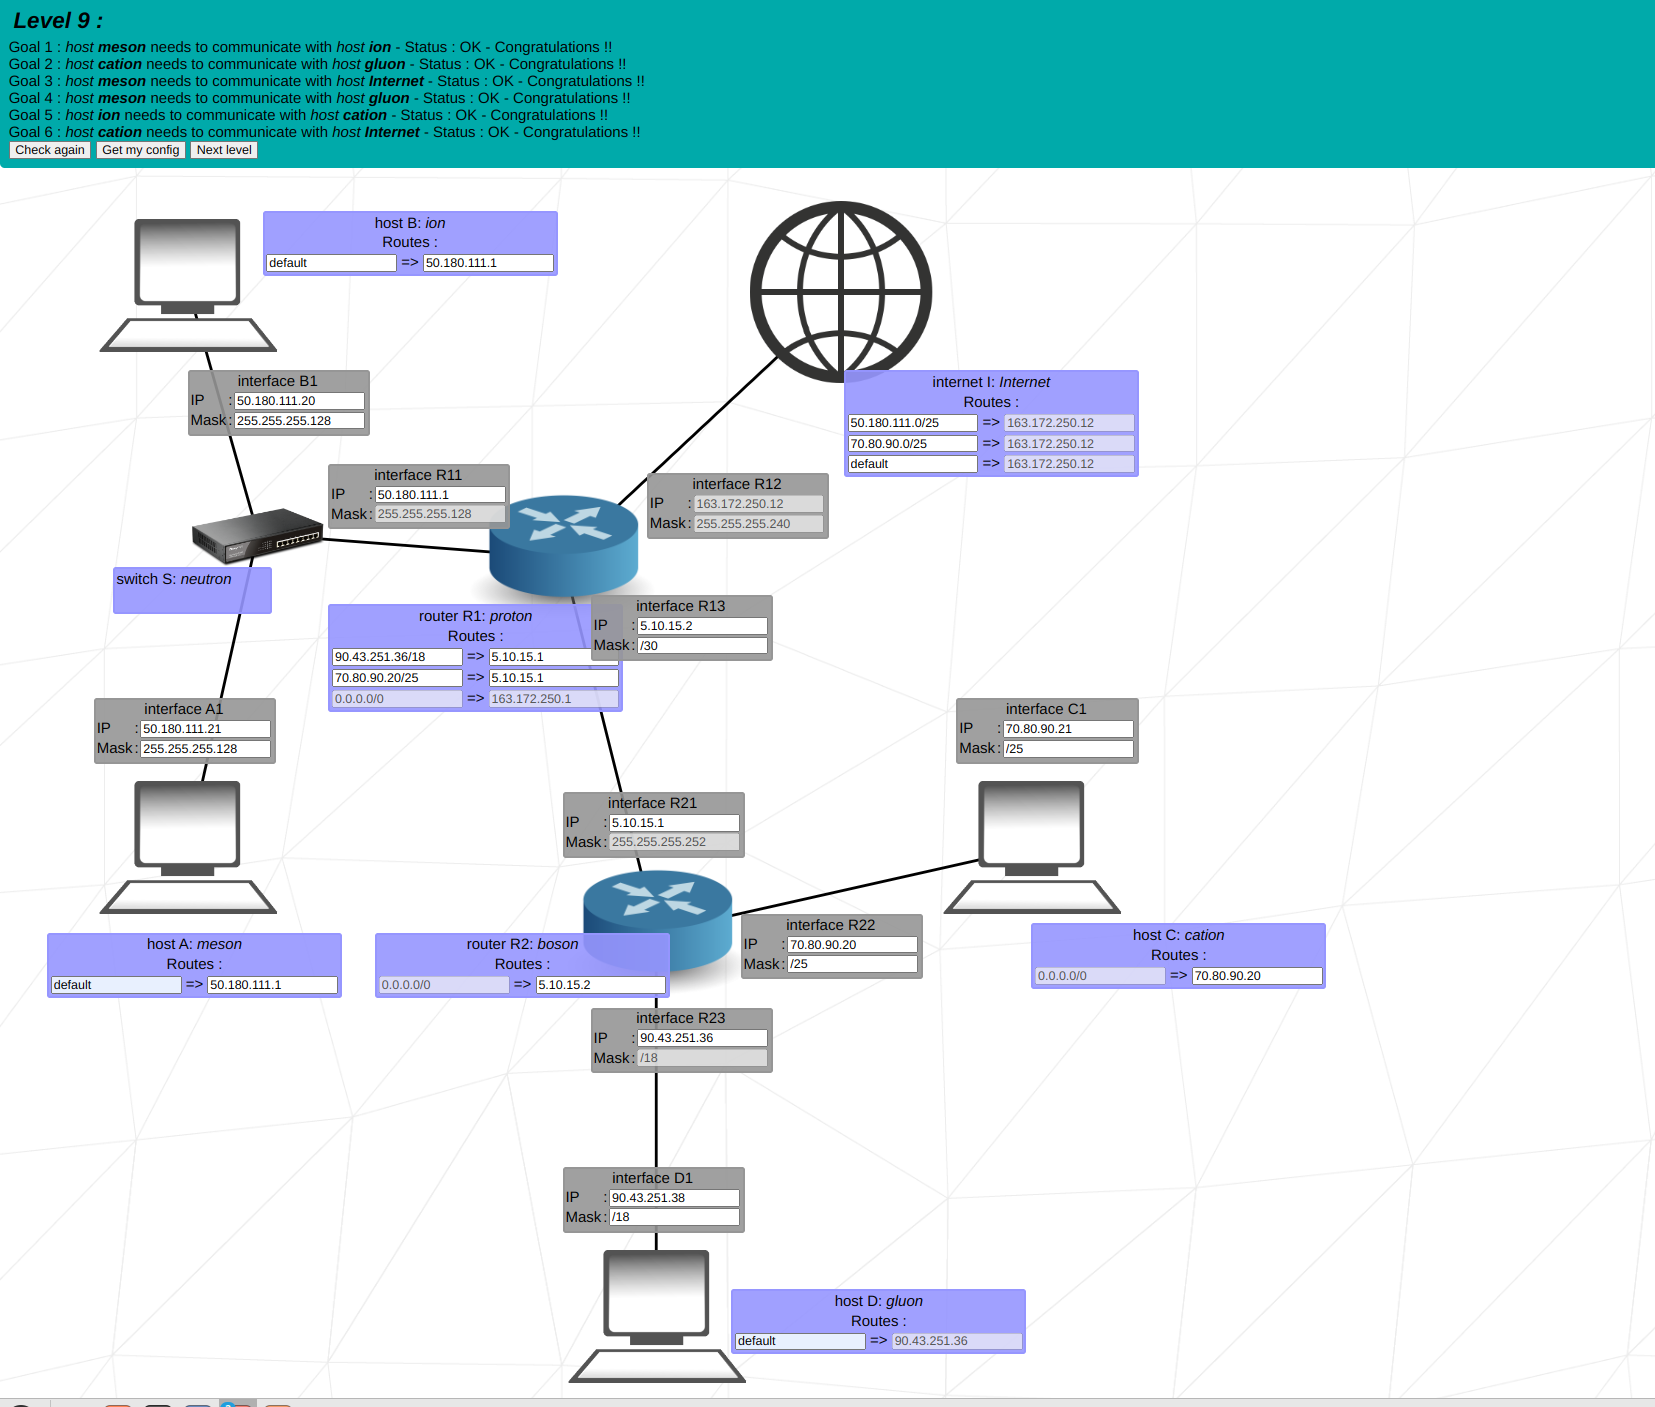 Level 9 :
Goal 1 : host meson needs to communicate with host ion - Status : OK - Congratulations !!
Goal 2 : host cation needs to communicate with host gluon - Status : OK - Congratulations !!
Goal 3 : host meson needs to communicate with host Internet - Status : OK - Congratulations !!
Goal 4 : host meson needs to communicate with host gluon - Status : OK - Congratulations !!
Goal 5 : host ion needs to communicate with host cation - Status : OK - Congratulations !!
Goal 6 : host cation needs to communicate with host Internet - Status : OK - Congratulations !!
Check again Get my config Next level
host B: ion
Routes :
default => 50.180.111.1
interface B1
IP : 50.180.111.20
Mask : 255.255.255.128
internet I: Internet
Routes :
50.180.111.0/25 => 163.172.250.12
70.80.90.0/25 => 163.172.250.12
default => 163.172.250.12
interface R11
IP : 50.180.111.1
Mask : 255.255.255.128
interface R12
IP : 163.172.250.12
Mask : 255.255.255.240
switch S: neutron
router R1: proton
Routes :
90.43.251.36/18 => 5.10.15.1
70.80.90.20/25 => 5.10.15.1
0.0.0.0/0 => 163.172.250.1
interface R13
IP : 5.10.15.2
Mask : /30
interface A1
IP : 50.180.111.21
Mask : 255.255.255.128
interface C1
IP : 70.80.90.21
Mask : /25
interface R21
IP : 5.10.15.1
Mask : 255.255.255.252
host A: meson
Routes :
default => 50.180.111.1
router R2: boson
Routes :
0.0.0.0/0 => 5.10.15.2
interface R22
IP : 70.80.90.20
Mask : /25
host C: cation
Routes :
0.0.0.0/0 => 70.80.90.20
interface R23
IP : 90.43.251.36
Mask : /18
interface D1
IP : 90.43.251.38
Mask : /18
host D: gluon
Routes :
default => 90.43.251.36